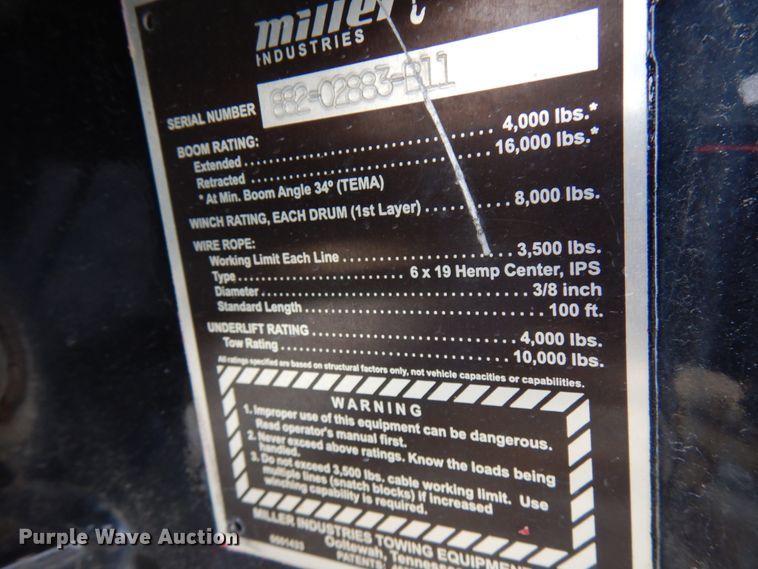 miller
INDUSTRIES
SERIAL NUMBER 882-02883-B11
BOOM RATING:
Extended 4,000 lbs.*
Retracted 16,000 lbs.*
* At Min. Boom Angle 34º (TEMA)
WINCH RATING, EACH DRUM (1st Layer) 8,000 lbs.
WIRE ROPE:
Working Limit Each Line 3,500 lbs.
Type 6 x 19 Hemp Center, IPS
Diameter 3/8 inch
Standard Length 100 ft.
UNDERLIFT RATING 4,000 lbs.
Tow Rating 10,000 lbs.
All ratings specified are based on structural factors only, not vehicle capacities or capabilities.
WARNING
1. Improper use of this equipment can be dangerous.
Read operator's manual first.
2. Never exceed above ratings. Know the loads being
handled.
3. Do not exceed 3,500 lbs. cable working limit. Use
multiple lines (snatch blocks) if increased
winching capability is required.
MILLER INDUSTRIES TOWING EQUIPMENT
Ooltewah, Tennessee
PATENTS:
Purple Wave Auction